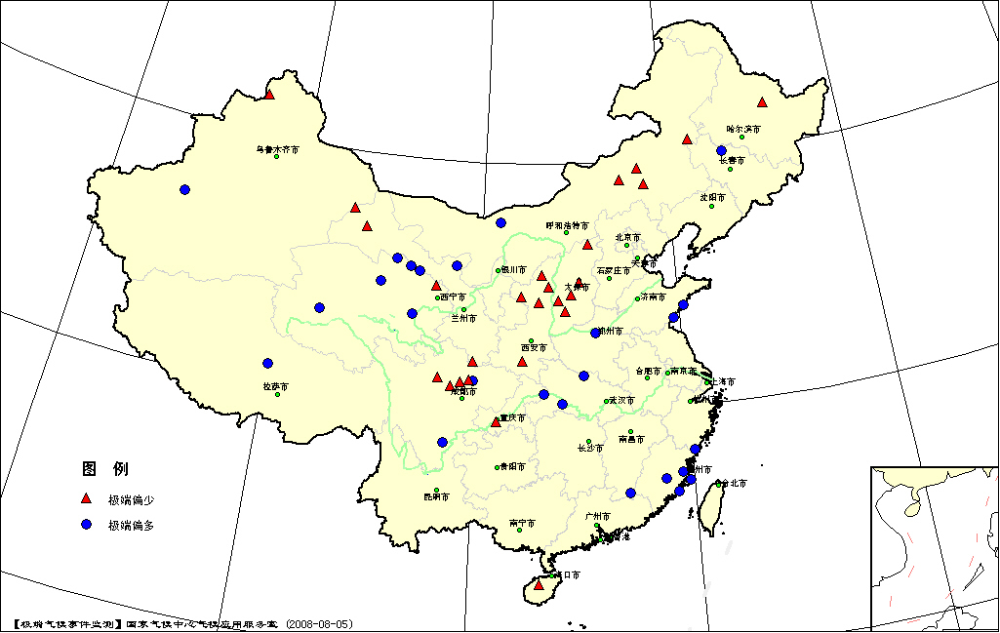 哈尔滨市
乌鲁木齐市
长春市
沈阳市
呼和浩特市
北京市
天津市
银川市
石家庄市
太原市
西宁市
济南市
兰州市
郑州市
西安市
合肥市
南京市
上海市
拉萨市
成都市
武汉市
杭州市
重庆市
南昌市
长沙市
贵阳市
福州市
台北市
昆明市
广州市
南宁市
香港
海口市
图 例
极端偏少
极端偏多
【极端气候事件监测】国家气候中心气候应用服务室 (2008-08-05)